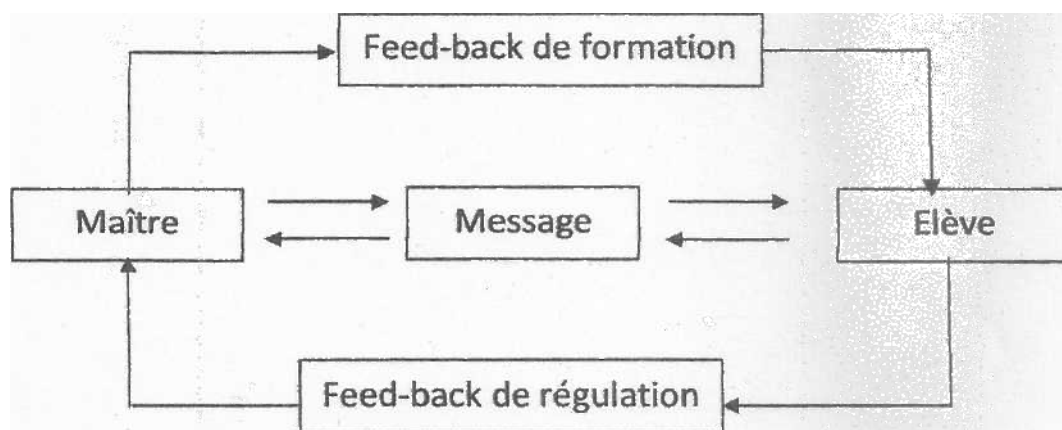 Feed-back de formation
Maître
Message
Elève
Feed-back de régulation